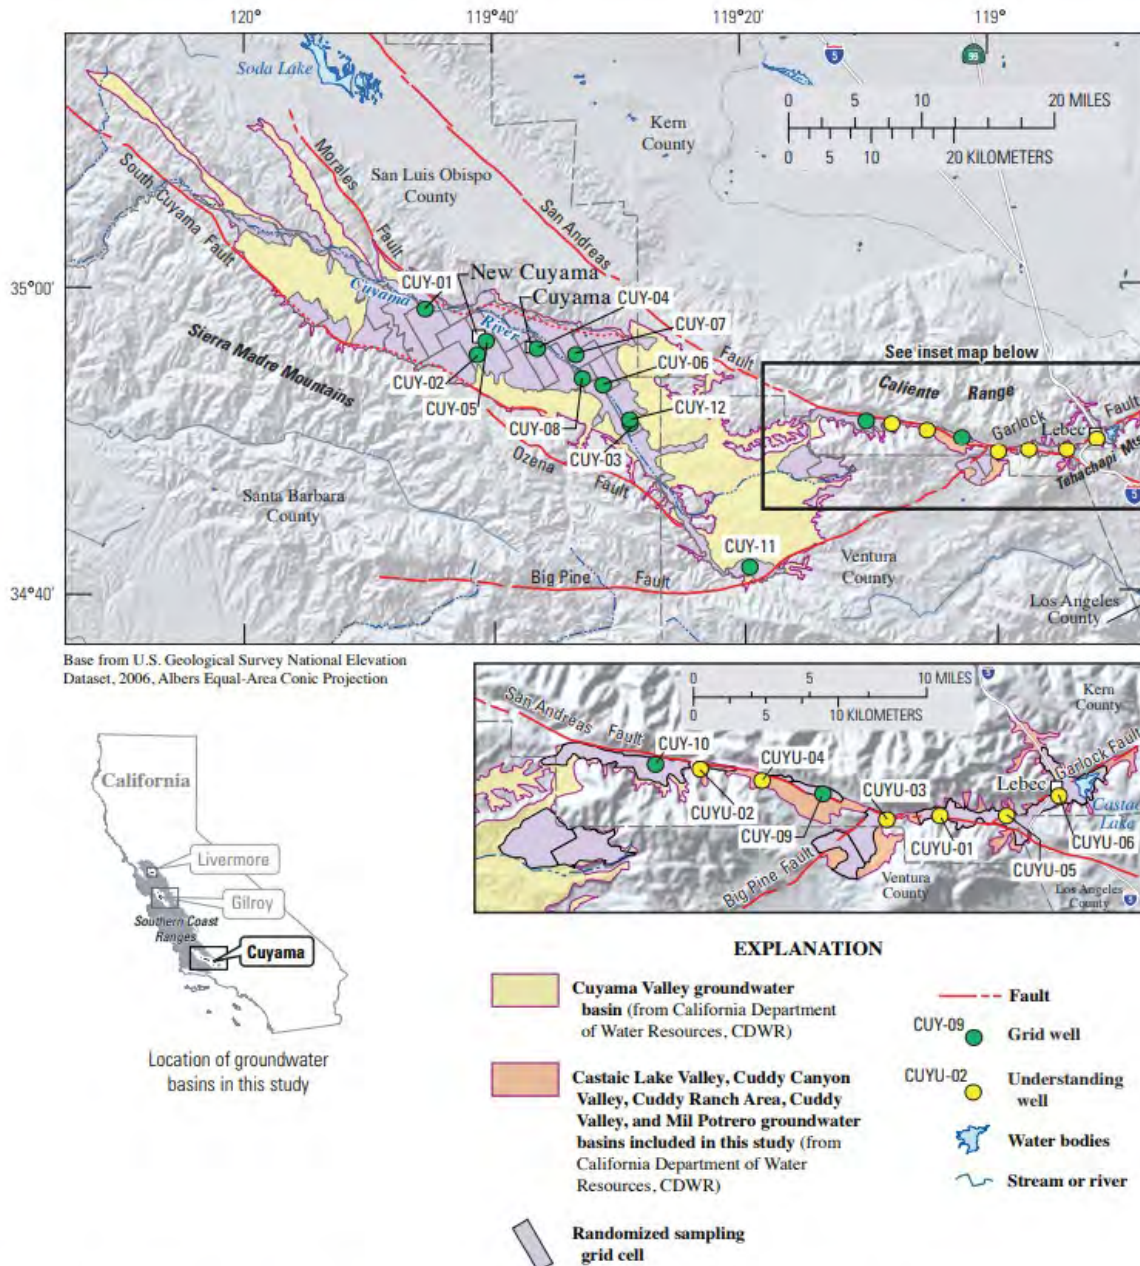 120°
119°40
119°20
119°
Soda Lake
5
99
0 5 10 20 MILES
0 5 10 20 KILOMETERS
Kern
County
San Luis Obispo
County
Morales
Fault
South Cuyama Fault
San Andreas
Fault
35°00'
CUY-01
New Cuyama
Cuyama
CUY-04
Cuyama
River
CUY-07
CUY-06
CUY-02
CUY-05
CUY-08
CUY-12
CUY-03
Sierra Madre Mountains
Ozena
Fault
Santa Barbara
County
See inset map below
Caliente Range
Garlock
Fault
Lebec
Tehachapi Mts
5
CUY-11
Ventura
County
Big Pine Fault
Los Angeles
County
34°40'
Base from U.S. Geological Survey National Elevation
Dataset, 2006, Albers Equal-Area Conic Projection
0 5 10 MILES
0 5 10 KILOMETERS
5
Kern
County
San Andreas
Fault
CUY-10
CUYU-04
Garlock Fault
CUYU-03
Lebec
CUYU-02
Castac
Lake
CUY-09
CUYU-01
CUYU-06
CUYU-05
Big Pine Fault
Ventura
County
Los Angeles
County
5
California
Livermore
Gilroy
Southern Coast
Ranges
Cuyama
Location of groundwater
basins in this study
EXPLANATION
Cuyama Valley groundwater
basin (from California Department
of Water Resources, CDWR)
Castaic Lake Valley, Cuddy Canyon
Valley, Cuddy Ranch Area, Cuddy
Valley, and Mil Potrero groundwater
basins included in this study (from
California Department of Water
Resources, CDWR)
Randomized sampling
grid cell
Fault
CUY-09
Grid well
CUYU-02
Understanding
well
Water bodies
Stream or river